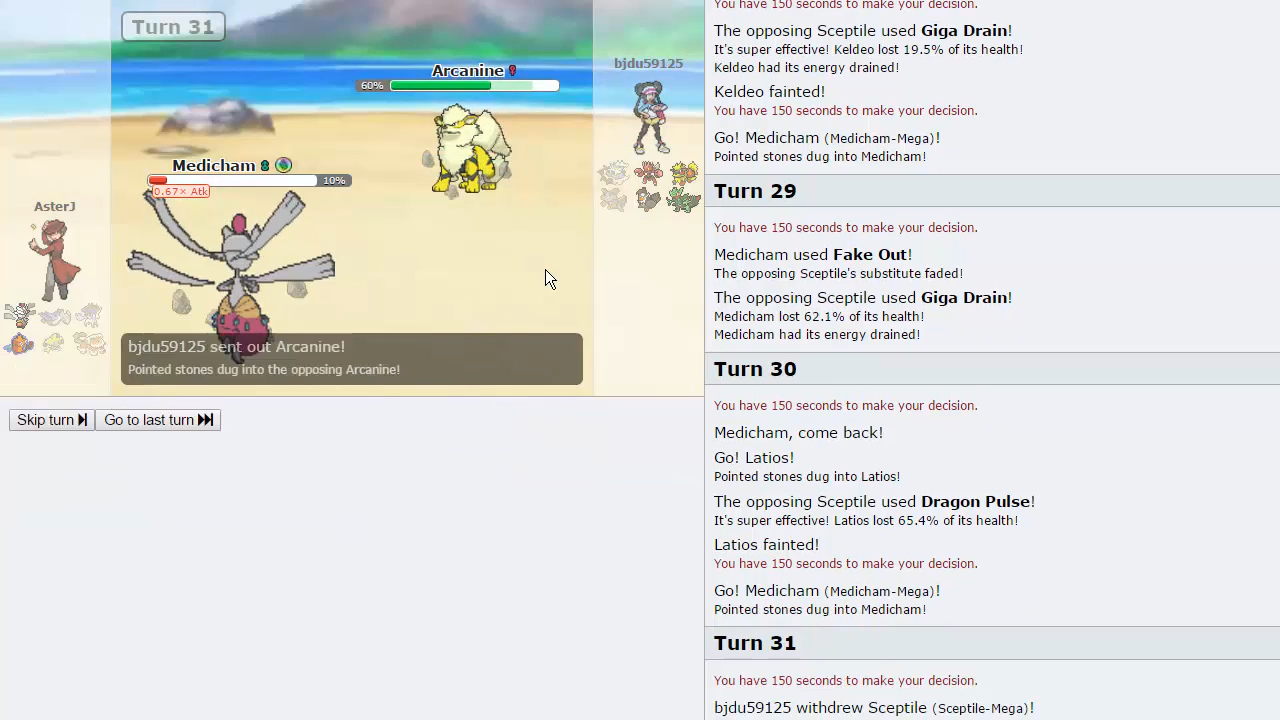 Turn 31
Arcanine
60%
Medicham
10%
0.67× Atk
AsterJ
bjdu59125
bjdu59125 sent out Arcanine!
Pointed stones dug into the opposing Arcanine!
Skip turn
Go to last turn
You have 150 seconds to make your decision.
The opposing Sceptile used Giga Drain!
It's super effective! Keldeo lost 19.5% of its health!
Keldeo had its energy drained!
Keldeo fainted!
You have 150 seconds to make your decision.
Go! Medicham (Medicham-Mega)!
Pointed stones dug into Medicham!
Turn 29
You have 150 seconds to make your decision.
Medicham used Fake Out!
The opposing Sceptile's substitute faded!
The opposing Sceptile used Giga Drain!
Medicham lost 62.1% of its health!
Medicham had its energy drained!
Turn 30
You have 150 seconds to make your decision.
Medicham, come back!
Go! Latios!
Pointed stones dug into Latios!
The opposing Sceptile used Dragon Pulse!
It's super effective! Latios lost 65.4% of its health!
Latios fainted!
You have 150 seconds to make your decision.
Go! Medicham (Medicham-Mega)!
Pointed stones dug into Medicham!
Turn 31
You have 150 seconds to make your decision.
bjdu59125 withdrew Sceptile (Sceptile-Mega)!